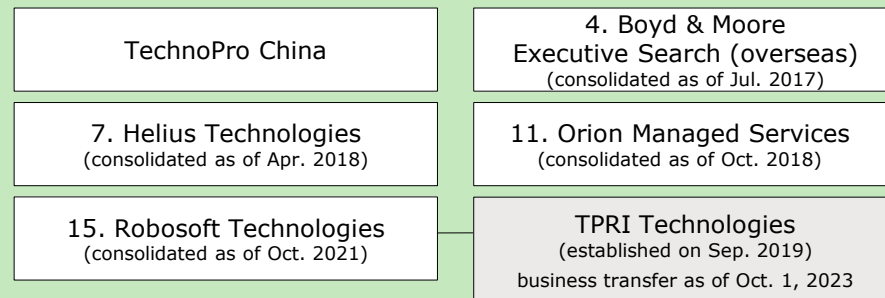 TechnoPro China
4. Boyd & Moore
Executive Search (overseas)
(consolidated as of Jul. 2017)
7. Helius Technologies
(consolidated as of Apr. 2018)
11. Orion Managed Services
(consolidated as of Oct. 2018)
15. Robosoft Technologies
(consolidated as of Oct. 2021)
TPRI Technologies
(established on Sep. 2019)
business transfer as of Oct. 1, 2023